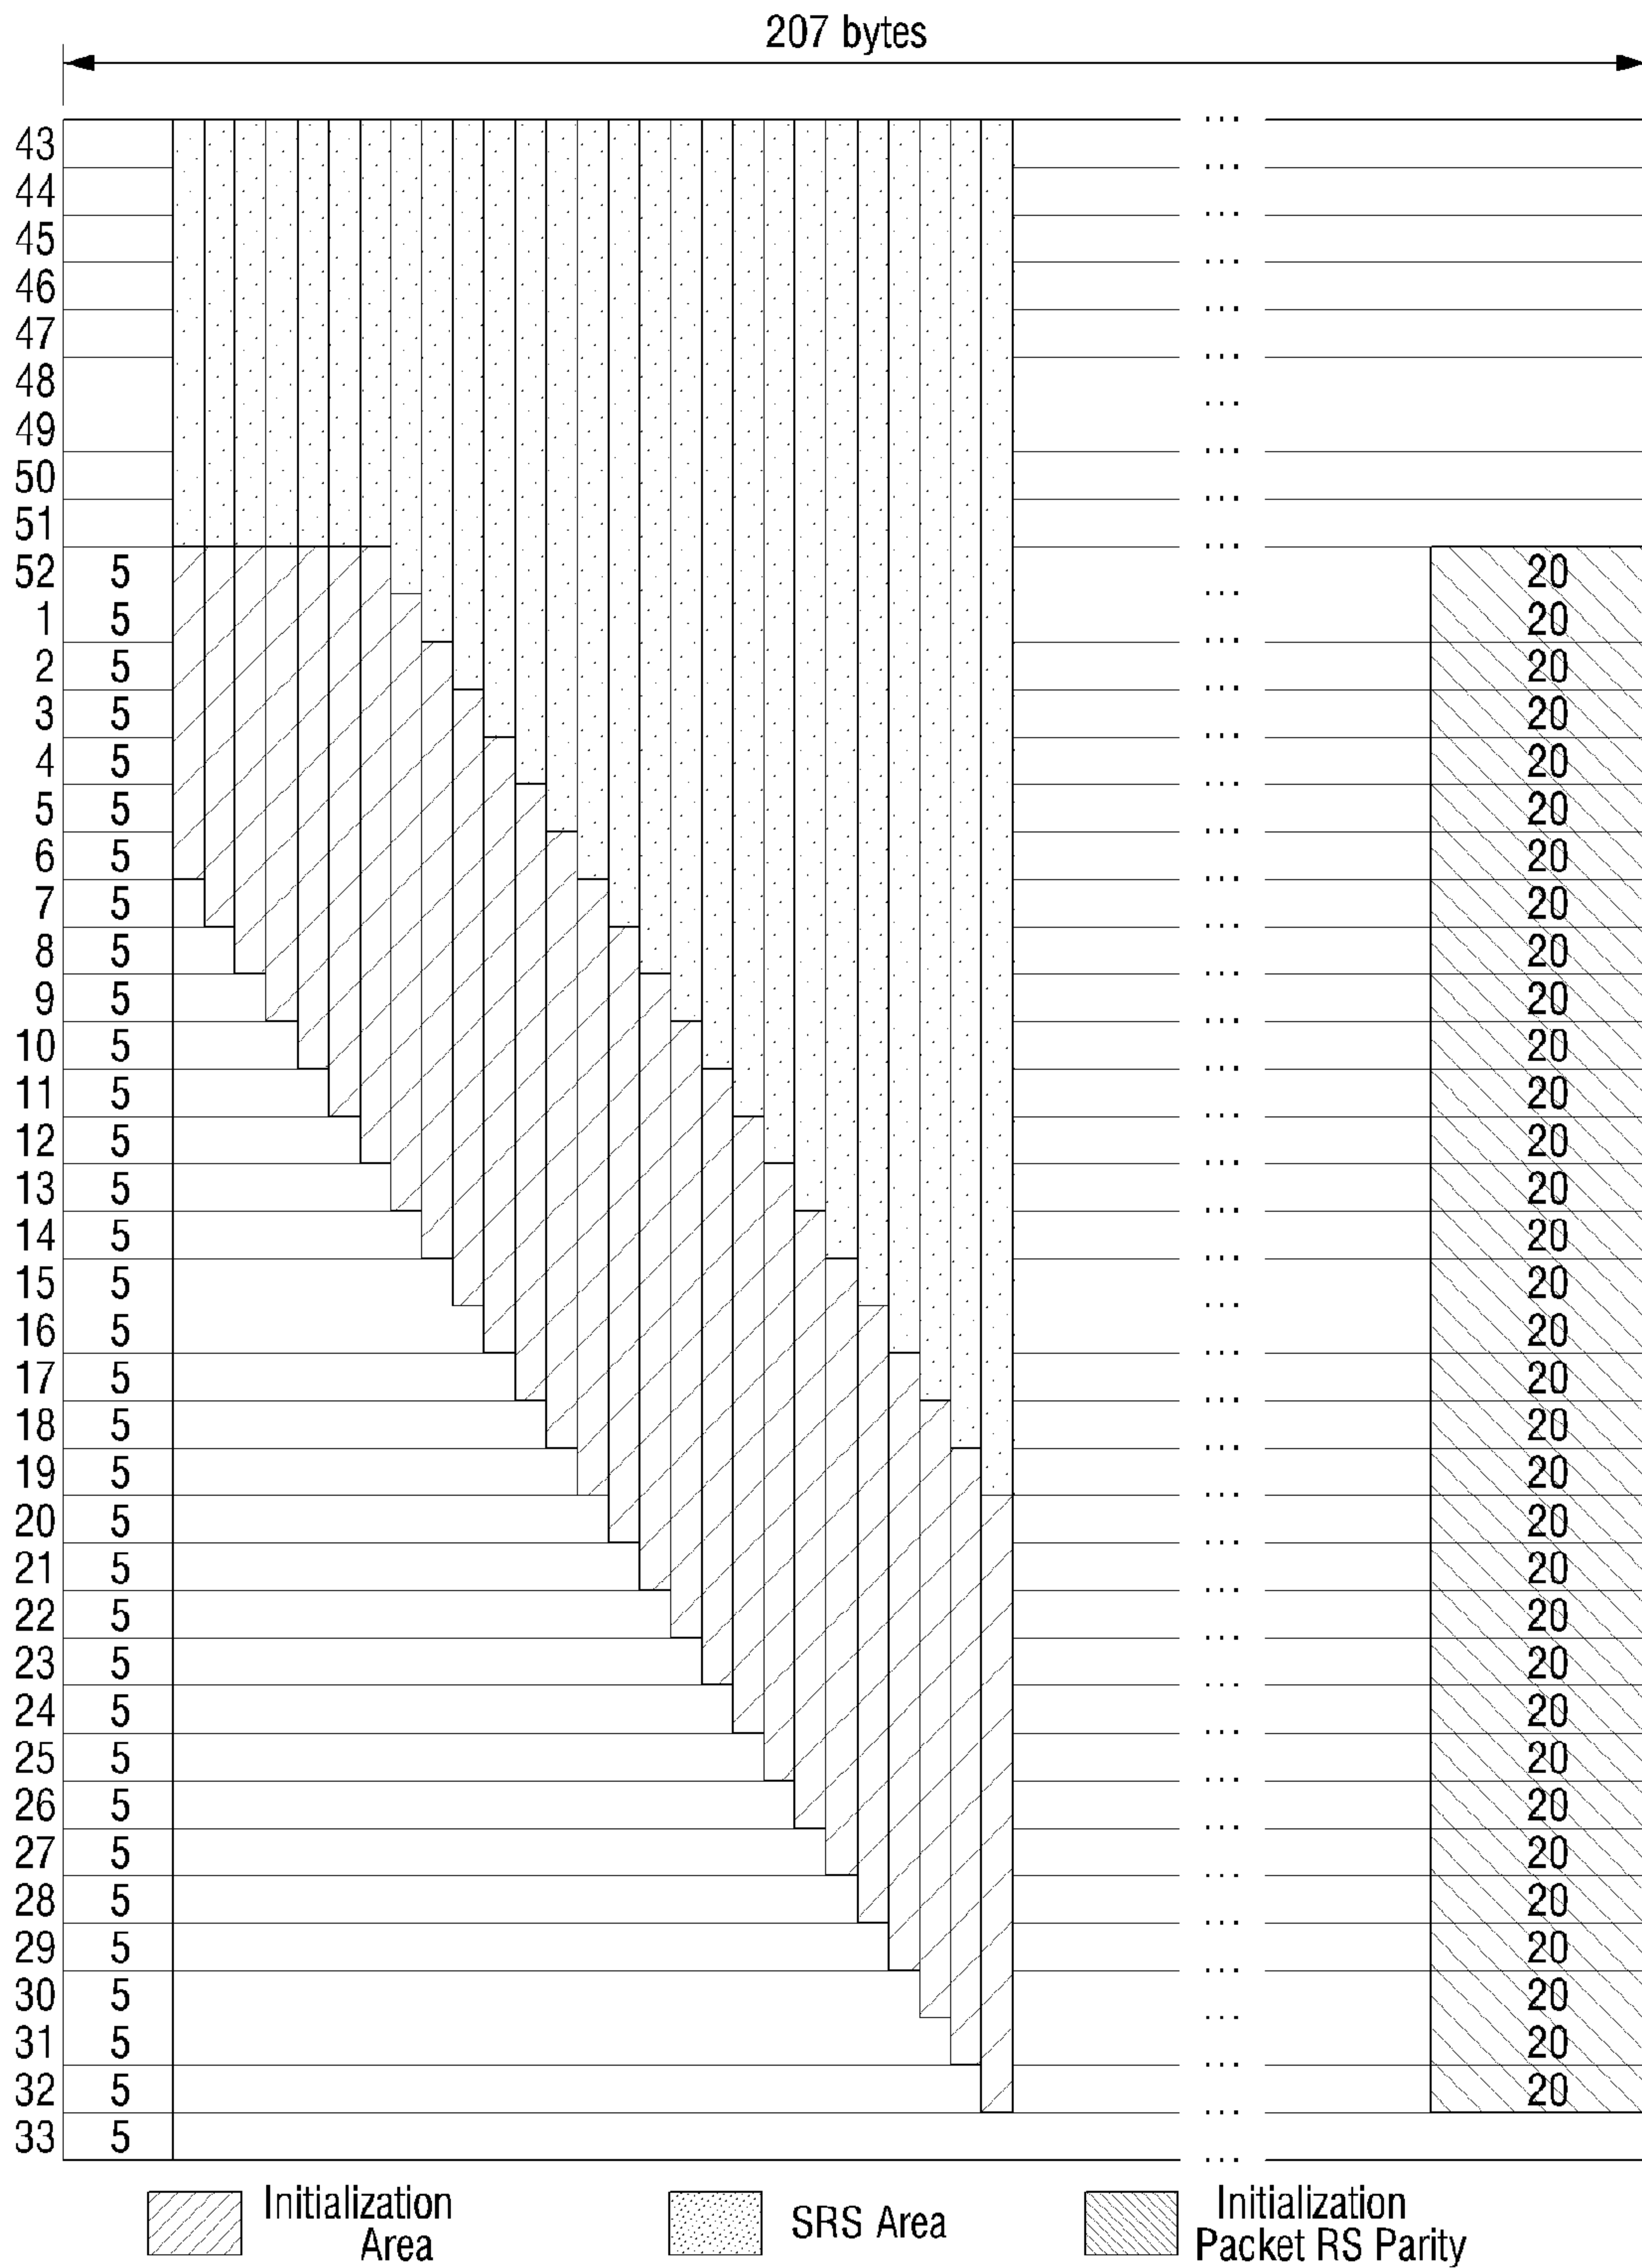 207 bytes
43 ...
44 ...
45 ...
46 ...
47 ...
48 ...
49 ...
50 ...
51 ...
52 5 ... 20
1 5 ... 20
2 5 ... 20
3 5 ... 20
4 5 ... 20
5 5 ... 20
6 5 ... 20
7 5 ... 20
8 5 ... 20
9 5 ... 20
10 5 ... 20
11 5 ... 20
12 5 ... 20
13 5 ... 20
14 5 ... 20
15 5 ... 20
16 5 ... 20
17 5 ... 20
18 5 ... 20
19 5 ... 20
20 5 ... 20
21 5 ... 20
22 5 ... 20
23 5 ... 20
24 5 ... 20
25 5 ... 20
26 5 ... 20
27 5 ... 20
28 5 ... 20
29 5 ... 20
30 5 ... 20
31 5 ... 20
32 5 ... 20
33 5 ...
Initialization
Area
SRS Area
Initialization
Packet RS Parity